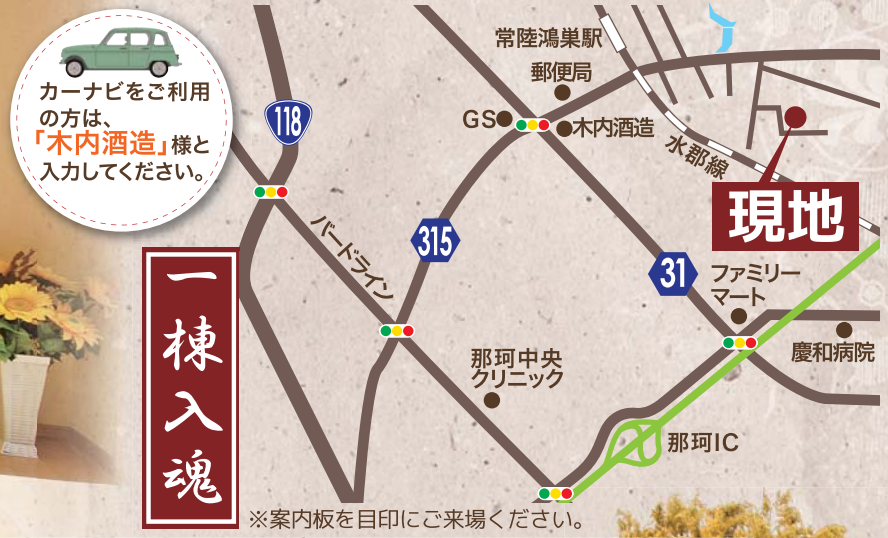 カーナビをご利用
の方は、
「木内酒造」様と
入力してください。
118
常陸鴻巣駅
郵便局
GS
木内酒造
水郡線
現地
バードライン
315
31
ファミリー
マート
慶和病院
那珂中央
クリニック
那珂IC
一棟入魂
※案内板を目印にご来場ください。